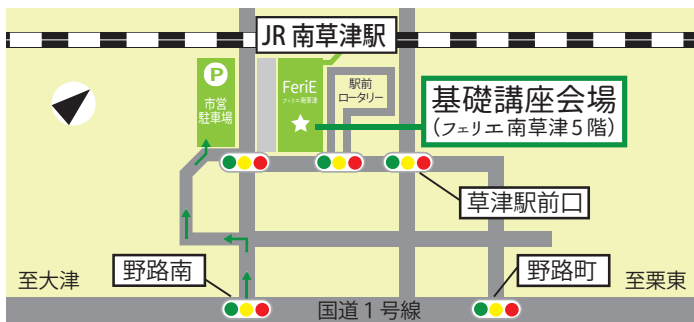 JR 南草津駅
P
市営
駐車場
FeriE
フェリエ南草津
駅前
ロータリー
基礎講座会場
(フェリエ南草津5階)
草津駅前口
至大津
野路南
野路町
至栗東
国道1号線